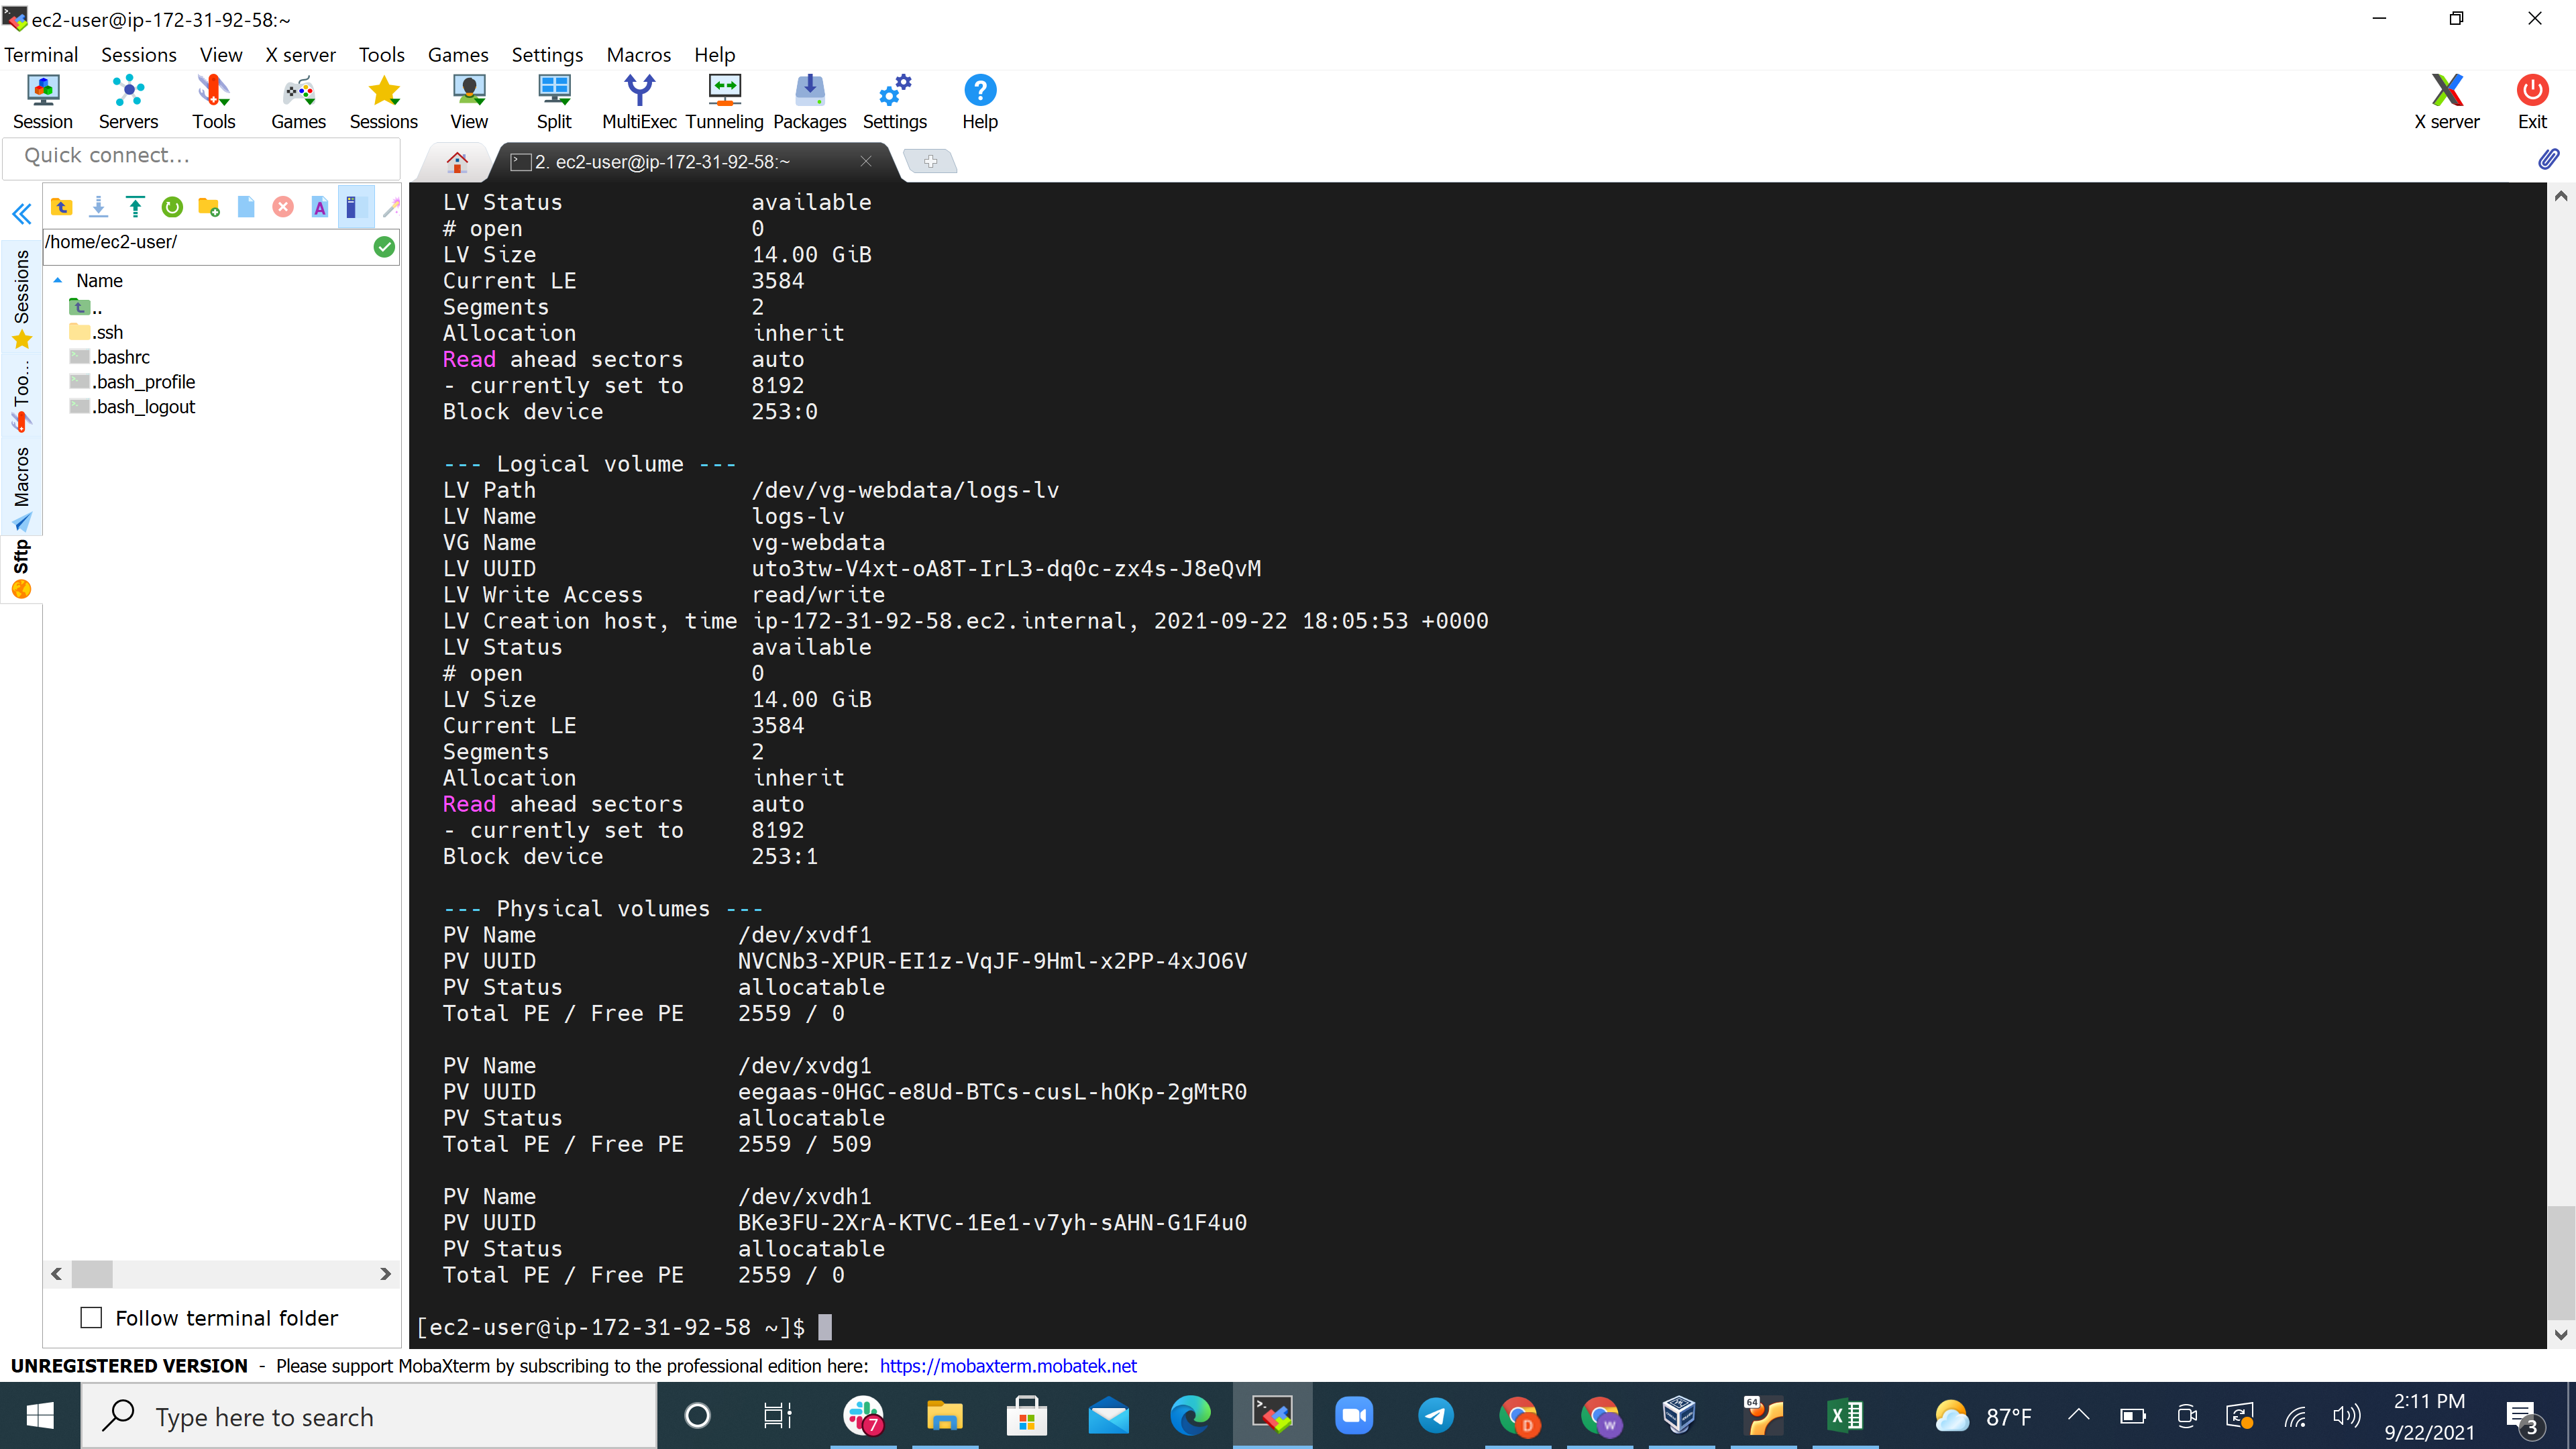 ec2-user@ip-172-31-92-58:~
Terminal Sessions View X server Tools Games Settings Macros Help
Session Servers Tools Games Sessions View Split MultiExec Tunneling Packages Settings Help X server Exit
Quick connect...
2. ec2-user@ip-172-31-92-58:~
/home/ec2-user/
Name
..
.ssh
.bashrc
.bash_profile
.bash_logout
Sessions
Too...
Macros
Sftp
LV Status available
# open 0
LV Size 14.00 GiB
Current LE 3584
Segments 2
Allocation inherit
Read ahead sectors auto
- currently set to 8192
Block device 253:0
--- Logical volume ---
LV Path /dev/vg-webdata/logs-lv
LV Name logs-lv
VG Name vg-webdata
LV UUID uto3tw-V4xt-oA8T-IrL3-dq0c-zx4s-J8eQvM
LV Write Access read/write
LV Creation host, time ip-172-31-92-58.ec2.internal, 2021-09-22 18:05:53 +0000
LV Status available
# open 0
LV Size 14.00 GiB
Current LE 3584
Segments 2
Allocation inherit
Read ahead sectors auto
- currently set to 8192
Block device 253:1
--- Physical volumes ---
PV Name /dev/xvdf1
PV UUID NVCNb3-XPUR-EI1z-VqJF-9Hml-x2PP-4xJO6V
PV Status allocatable
Total PE / Free PE 2559 / 0
PV Name /dev/xvdg1
PV UUID eegaas-0HGC-e8Ud-BTCs-cusL-hOKp-2gMtR0
PV Status allocatable
Total PE / Free PE 2559 / 509
PV Name /dev/xvdh1
PV UUID BKe3FU-2XrA-KTVC-1Ee1-v7yh-sAHN-G1F4u0
PV Status allocatable
Total PE / Free PE 2559 / 0
[ec2-user@ip-172-31-92-58 ~]$
Follow terminal folder
UNREGISTERED VERSION - Please support MobaXterm by subscribing to the professional edition here: https://mobaxterm.mobatek.net
Type here to search
7
D
W
64
87°F
2:11 PM
9/22/2021
3